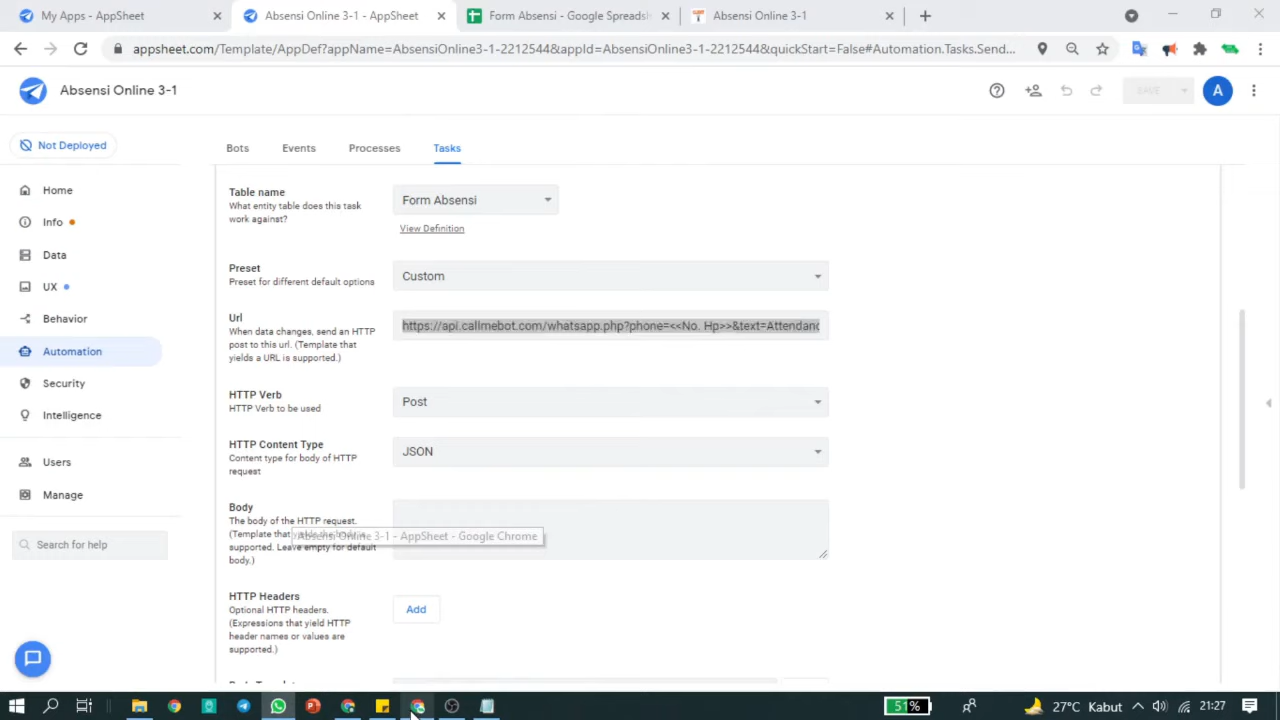 My Apps - AppSheet
Absensi Online 3-1 - AppSheet
Form Absensi - Google Spreadsh
Absensi Online 3-1
appsheet.com/Template/AppDef?appName=AbsensiOnline3-1-2212544&appId=AbsensiOnline3-1-2212544&quickStart=False#Automation.Tasks.Send...
Absensi Online 3-1
SAVE
A
Not Deployed
Bots
Events
Processes
Tasks
Home
Info
Data
UX
Behavior
Automation
Security
Intelligence
Users
Manage
Search for help
Table name
What entity table does this task
work against?
Form Absensi
View Definition
Preset
Preset for different default options
Custom
Url
When data changes, send an HTTP
post to this url. (Template that
yields a URL is supported.)
https://api.callmebot.com/whatsapp.php?phone=<<No. Hp>>&text=Attendanc
HTTP Verb
HTTP Verb to be used
Post
HTTP Content Type
Content type for body of HTTP
request
JSON
Body
The body of the HTTP request.
(Template that
supported. Leave empty for default
body.)
Absensi Online 3-1 - AppSheet - Google Chrome
HTTP Headers
Optional HTTP headers.
(Expressions that yield HTTP
header names or values are
supported.)
Add
51%
27°C Kabut
21:27